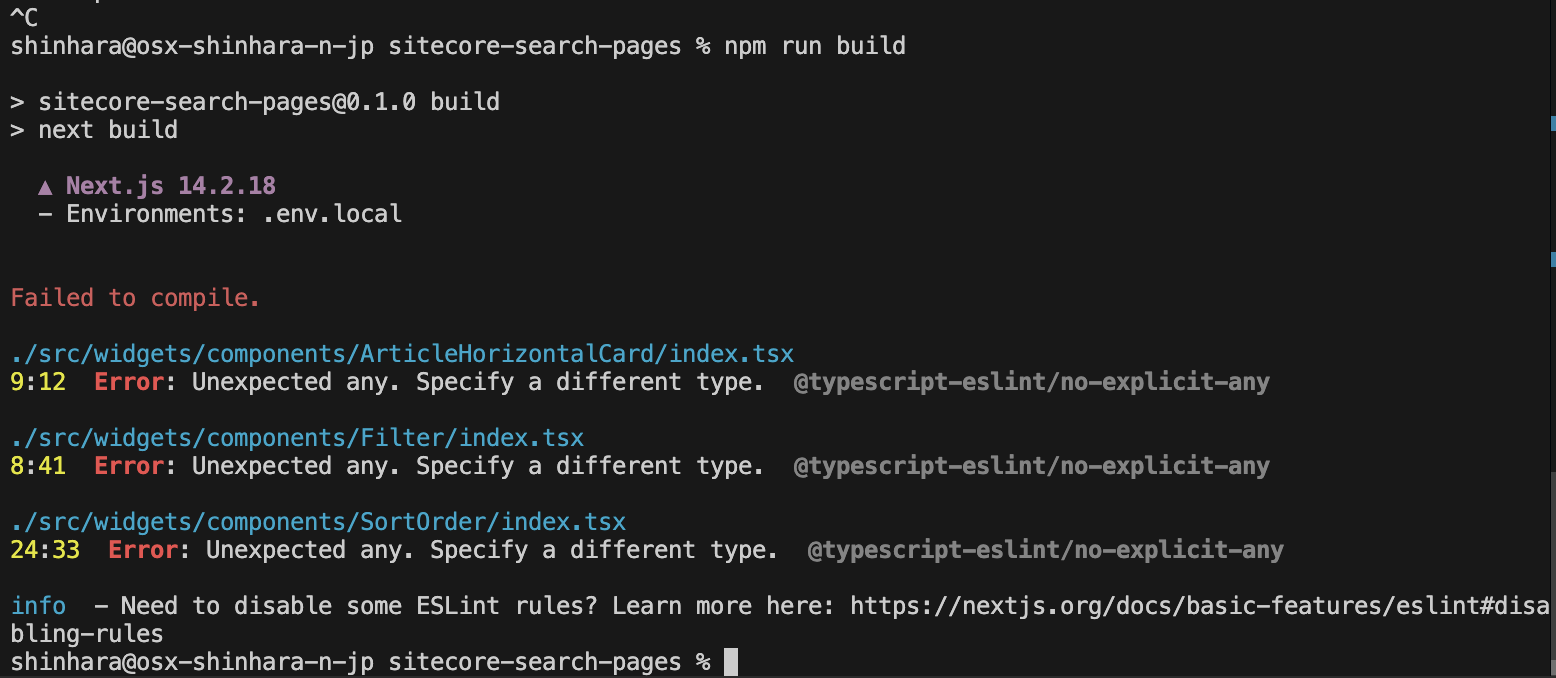 ^C
shinhara@osx-shinhara-n-jp sitecore-search-pages % npm run build
> sitecore-search-pages@0.1.0 build
> next build
▲ Next.js 14.2.18
- Environments: .env.local
Failed to compile.
./src/widgets/components/ArticleHorizontalCard/index.tsx
9:12  Error: Unexpected any. Specify a different type.  @typescript-eslint/no-explicit-any
./src/widgets/components/Filter/index.tsx
8:41  Error: Unexpected any. Specify a different type.  @typescript-eslint/no-explicit-any
./src/widgets/components/SortOrder/index.tsx
24:33  Error: Unexpected any. Specify a different type.  @typescript-eslint/no-explicit-any
info  - Need to disable some ESLint rules? Learn more here: https://nextjs.org/docs/basic-features/eslint#disa
bling-rules
shinhara@osx-shinhara-n-jp sitecore-search-pages %